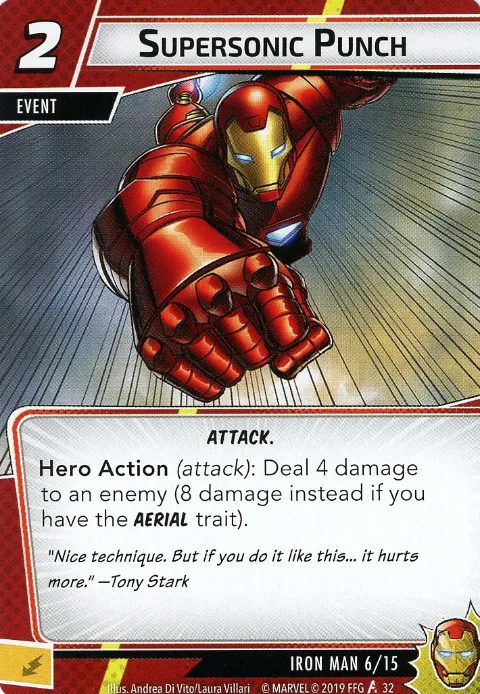 2
SUPERSONIC PUNCH
EVENT
ATTACK.
Hero Action (attack): Deal 4 damage
to an enemy (8 damage instead if you
have the AERIAL trait).
"Nice technique. But if you do it like this... it hurts
more." —Tony Stark
IRON MAN 6/15
Illus. Andrea Di Vito/Laura Villari © MARVEL © 2019 FFG 32